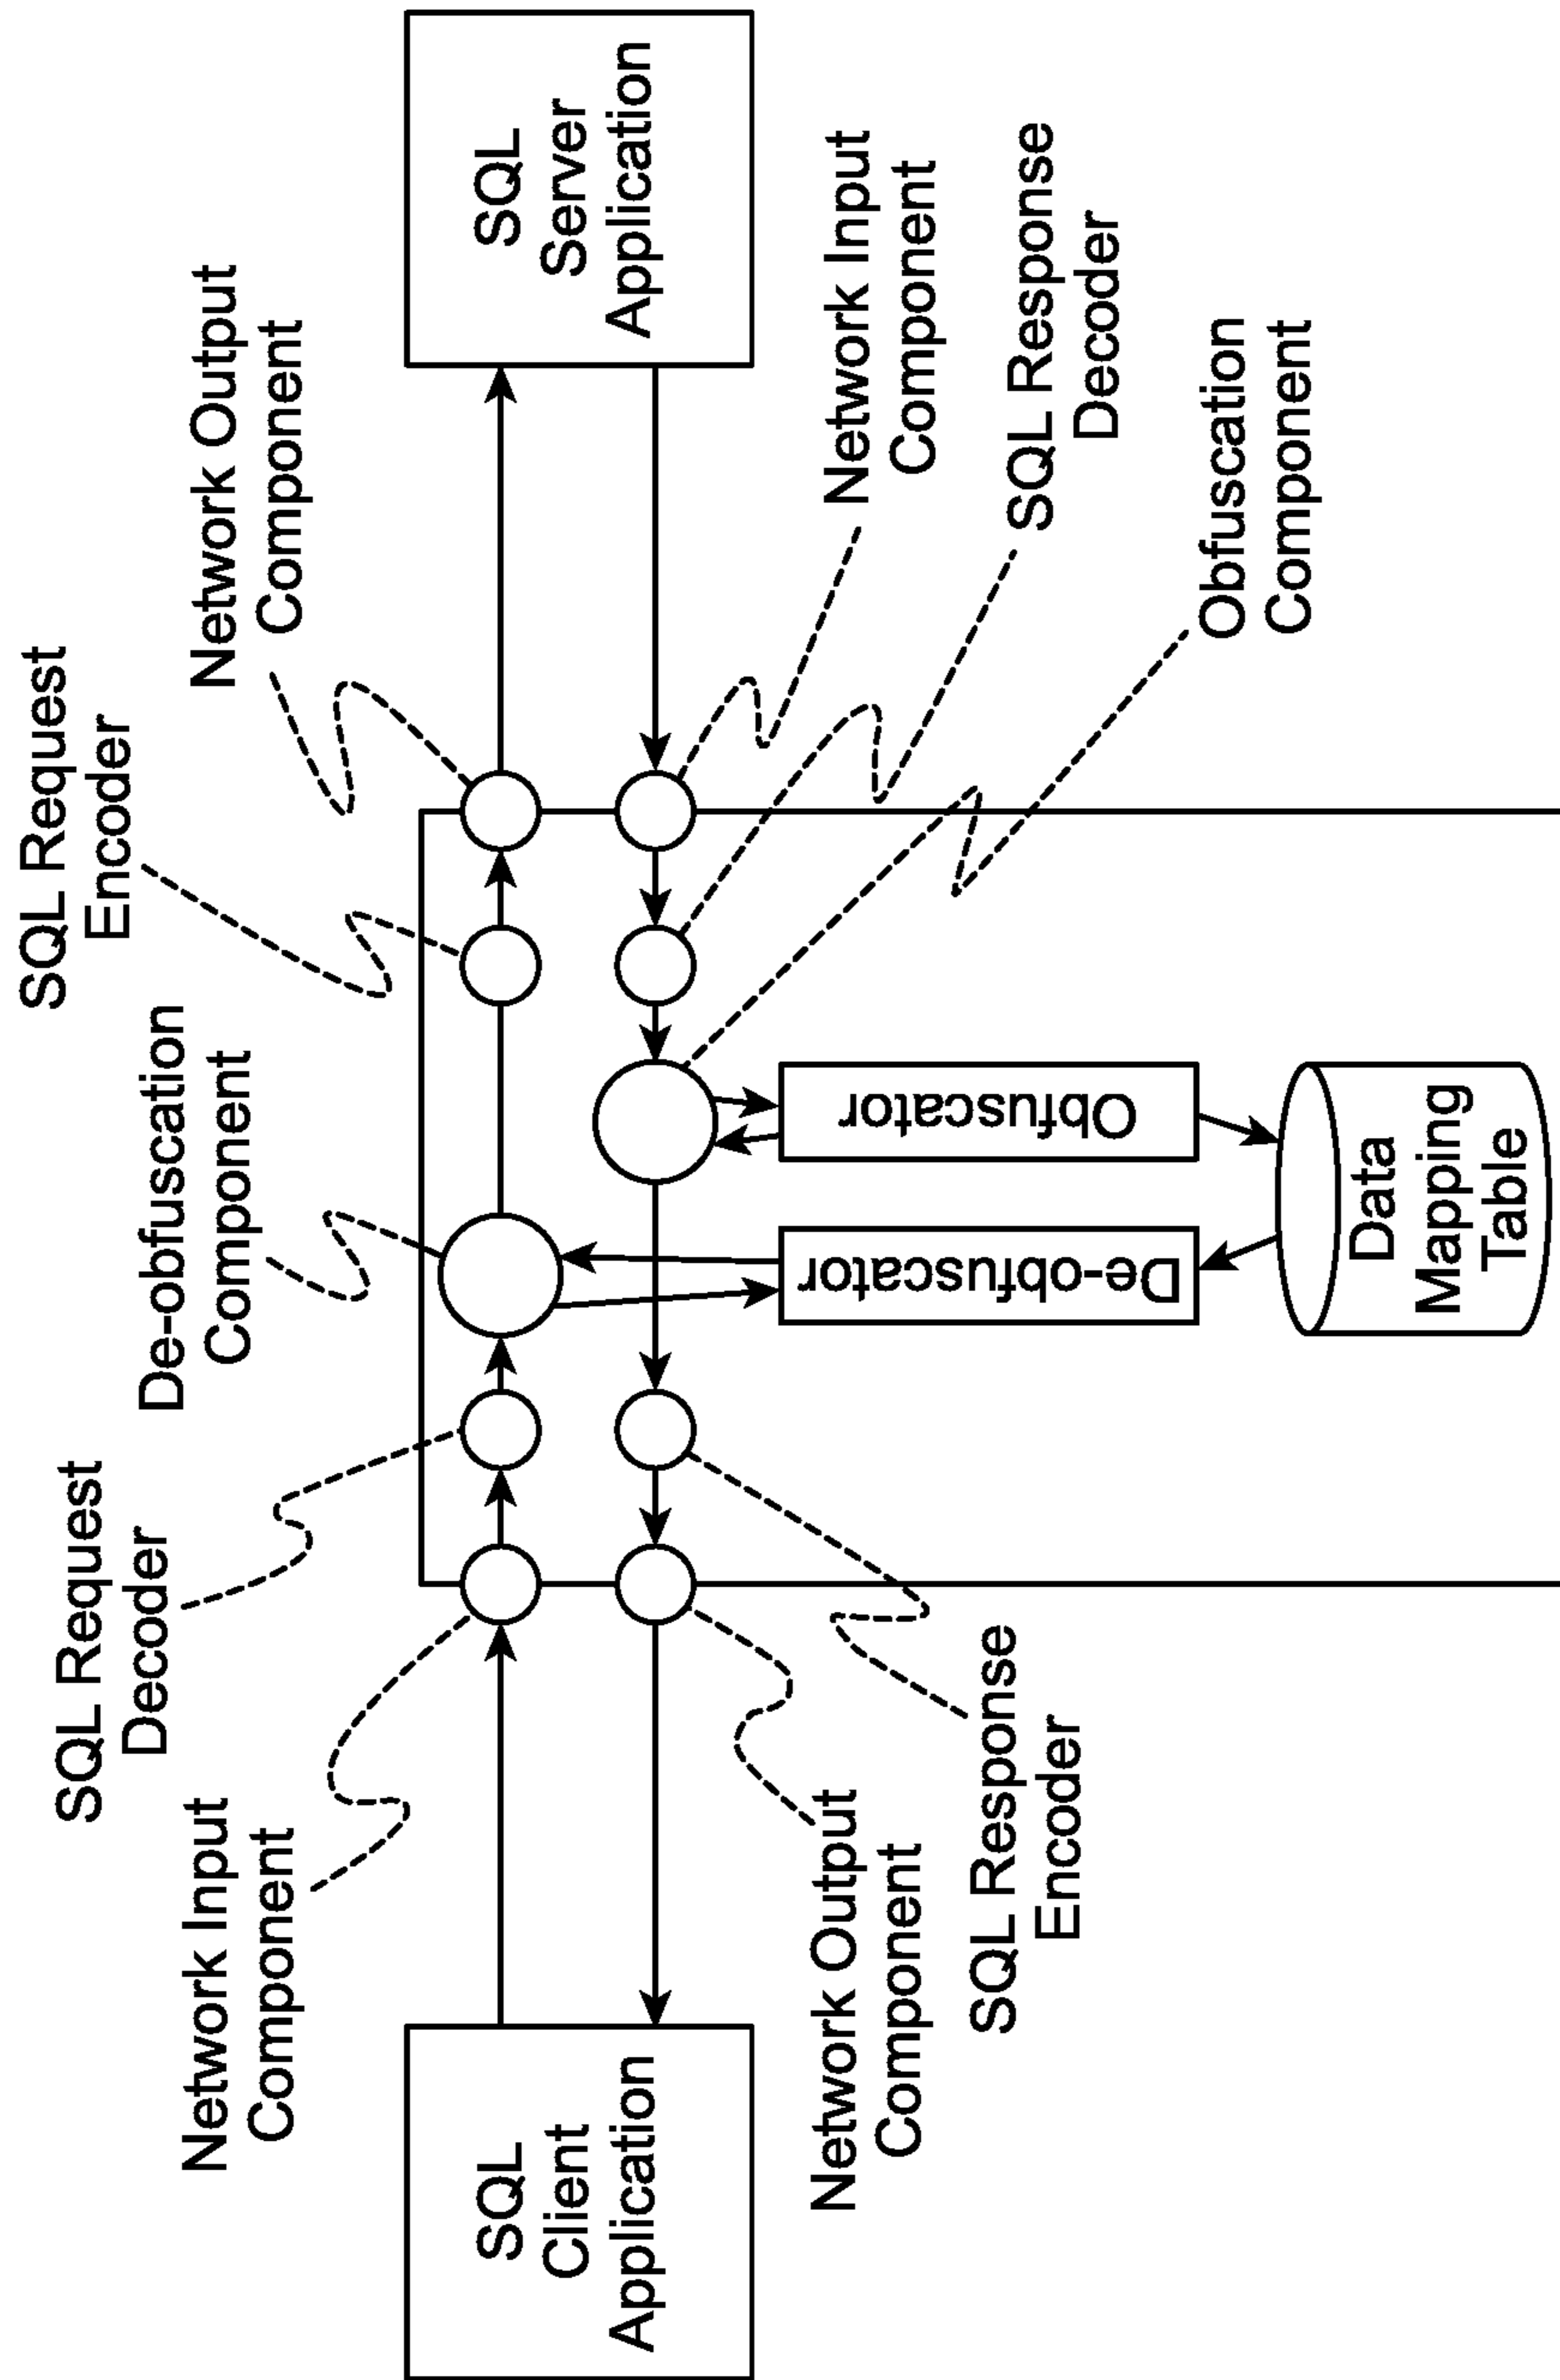 SQL Request
Encoder
Network Output
Component
SQL
Server
Application
De-obfuscation
Component
SQL Request
Decoder
Network Input
Component
SQL
Client
Application
Network Input
Component
SQL Response
Decoder
Obfuscation
Component
Obfuscator
De-obfuscator
Data
Mapping
Table
Network Output
Component
SQL Response
Encoder